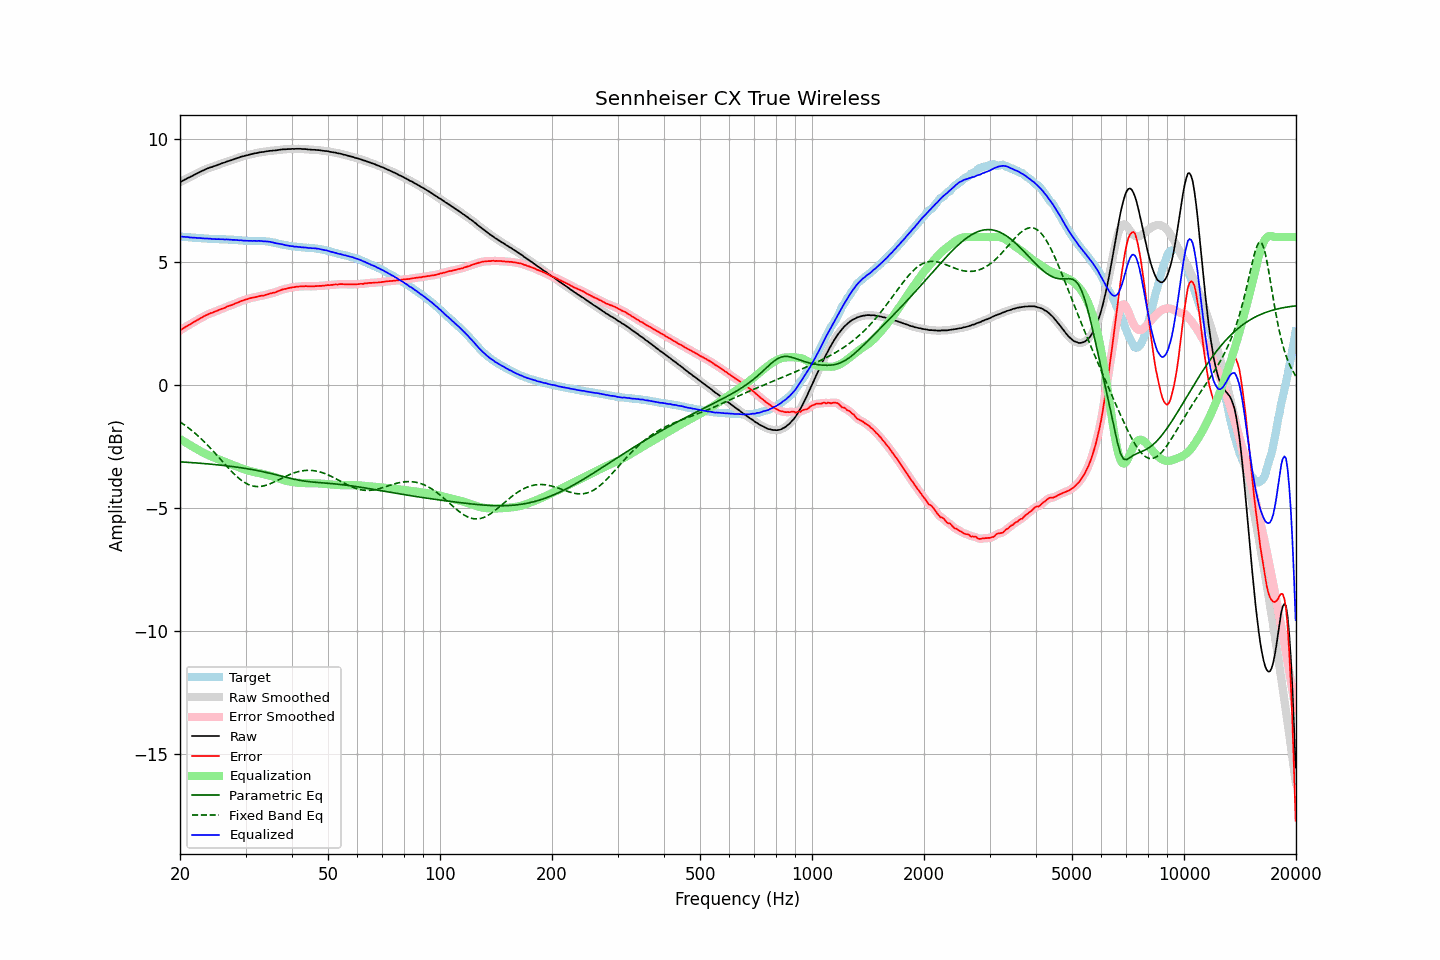 Sennheiser CX True Wireless
10
5
0
−5
−10
−15
Amplitude (dBr)
Target
Raw Smoothed
Error Smoothed
Raw
Error
Equalization
Parametric Eq
Fixed Band Eq
Equalized
20 50 100 200 500 1000 2000 5000 10000 20000
Frequency (Hz)